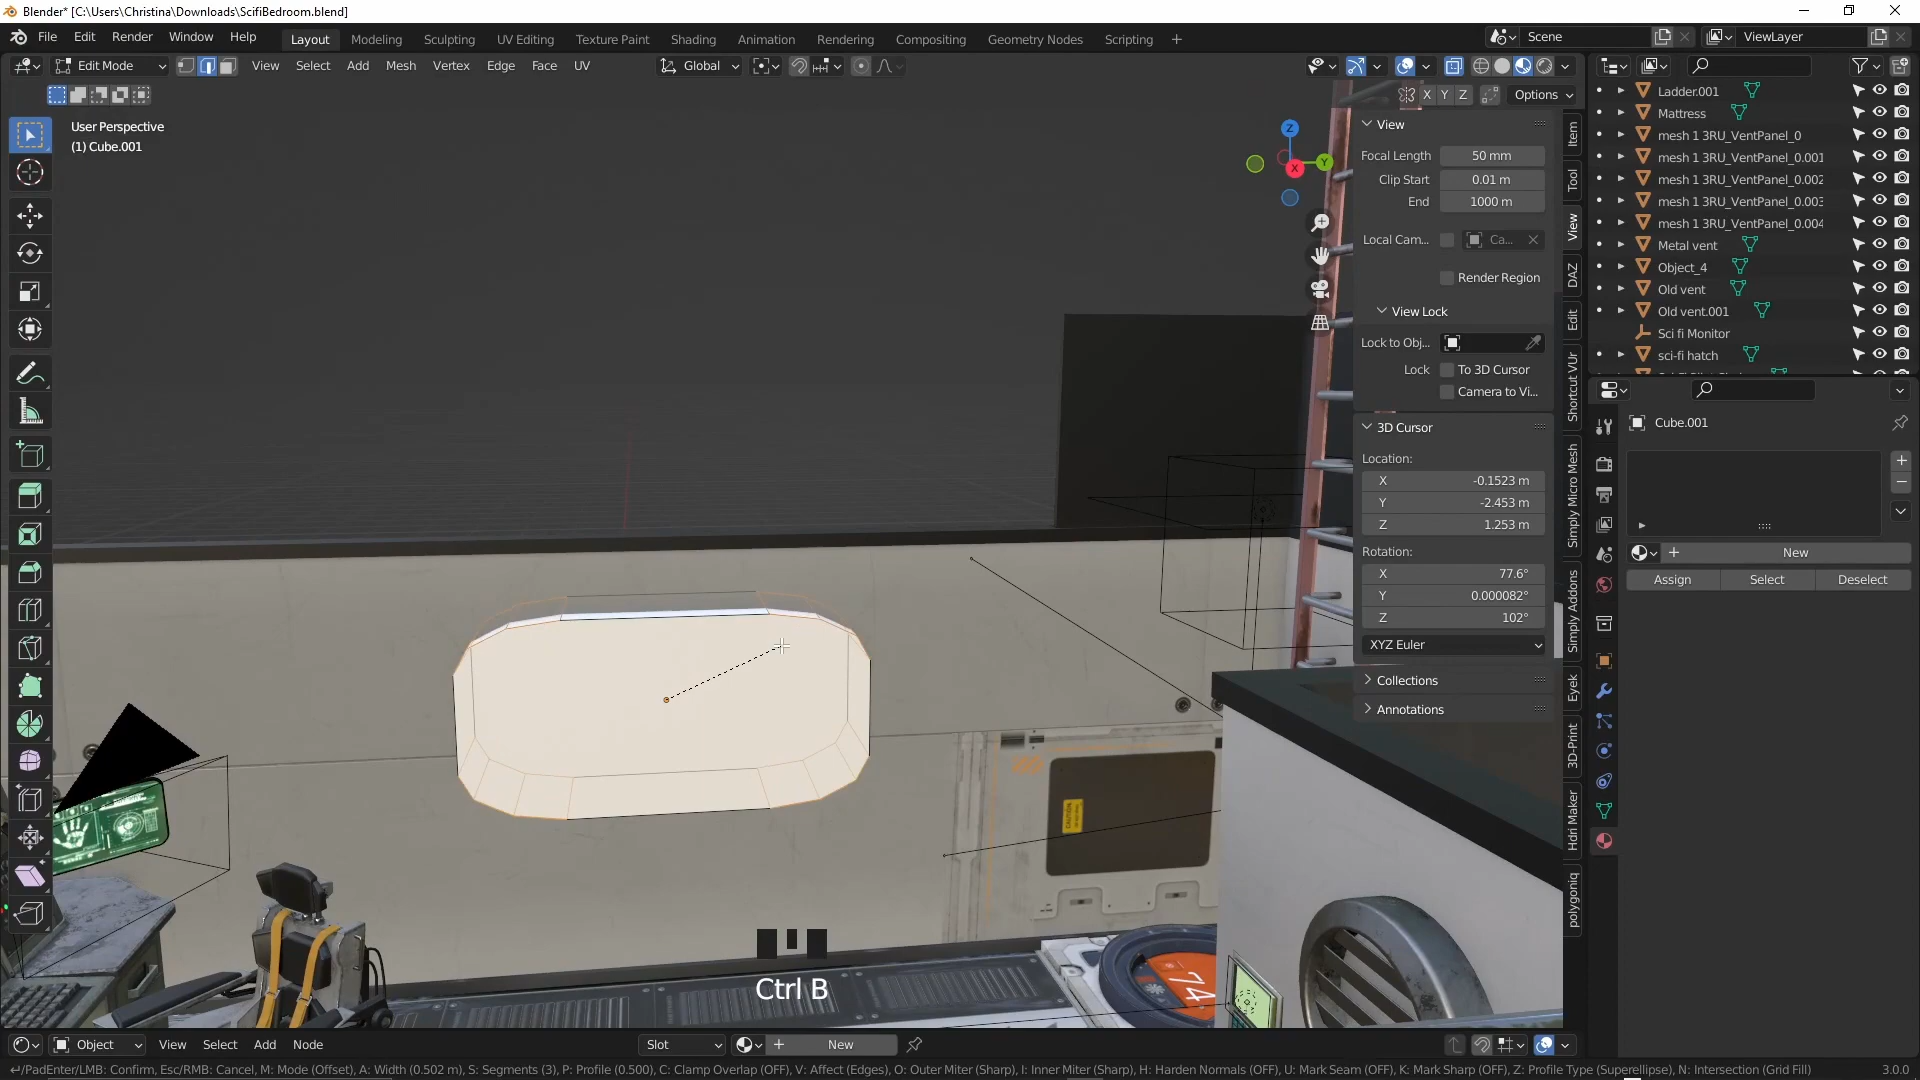 Blender* [C:\Users\Christina\Downloads\ScifiBedroom.blend]
File Edit Render Window Help Layout Modeling Sculpting UV Editing Texture Paint Shading Animation Rendering Compositing Geometry Nodes Scripting + Scene ViewLayer
Edit Mode View Select Add Mesh Vertex Edge Face UV Global
X Y Z Options
User Perspective
(1) Cube.001
Z
Y
X
View
Focal Length 50 mm
Clip Start 0.01 m
End 1000 m
Local Cam... Ca...
Render Region
View Lock
Lock to Obj...
Lock To 3D Cursor
Camera to Vi...
3D Cursor
Location:
X -0.1523 m
Y -2.453 m
Z 1.253 m
Rotation:
X 77.6°
Y 0.000082°
Z 102°
XYZ Euler
Collections
Annotations
Item
Tool
View
DAZ
Edit
Shortcut VUr
Simply Micro Mesh
Simply Addons
Eyek
3D-Print
Hdri Maker
polygoniq
Ladder.001
Mattress
mesh 1 3RU_VentPanel_0
mesh 1 3RU_VentPanel_0.001
mesh 1 3RU_VentPanel_0.002
mesh 1 3RU_VentPanel_0.003
mesh 1 3RU_VentPanel_0.004
Metal vent
Object_4
Old vent
Old vent.001
Sci fi Monitor
sci-fi hatch
Cube.001
New
Assign Select Deselect
CAUTION
74
Ctrl B
Object View Select Add Node Slot New
/PadEnter/LMB: Confirm, Esc/RMB: Cancel, M: Mode (Offset), A: Width (0.502 m), S: Segments (3), P: Profile (0.500), C: Clamp Overlap (OFF), V: Affect (Edges), O: Outer Miter (Sharp), I: Inner Miter (Sharp), H: Harden Normals (OFF), U: Mark Seam (OFF), K: Mark Sharp (OFF), Z: Profile Type (Superellipse), N: Intersection (Grid Fill) 3.0.0